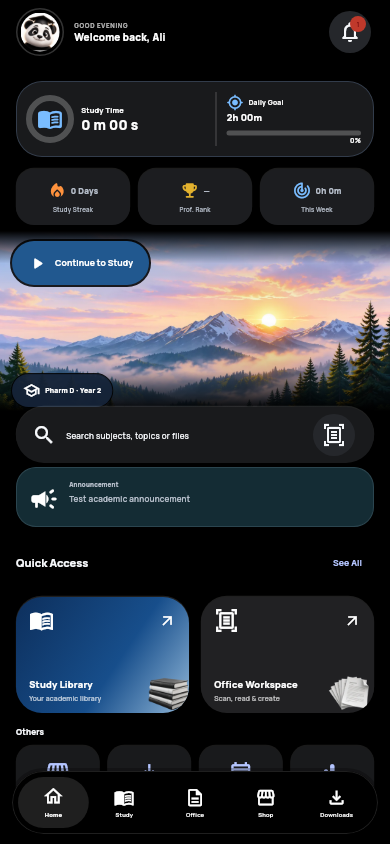 GOOD EVENING
Welcome back, Ali
1
Study Time
0 m 00 s
Daily Goal
2h 00m
0%
0 Days
Study Streak
—
Prof. Rank
0h 0m
This Week
Continue to Study
Pharm D · Year 2
Search subjects, topics or files
Announcement
Test academic announcement
Quick Access
See All
Study Library
Your academic library
Office Workspace
Scan, read & create
Others
Home
Study
Office
Shop
Downloads